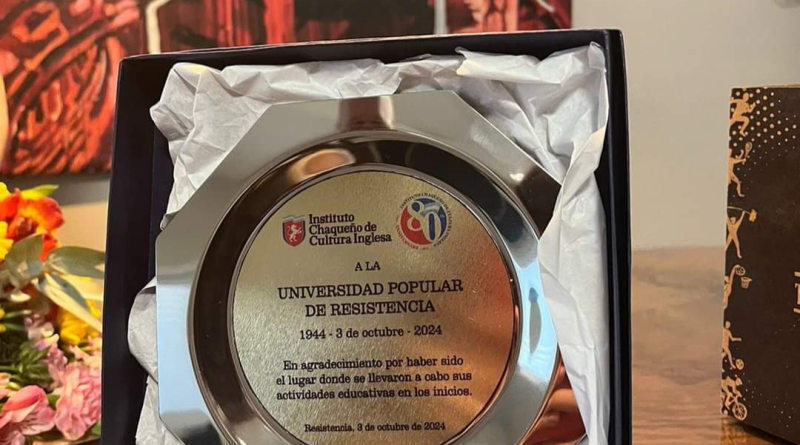 Instituto
Chaqueño de
Cultura Inglesa
80
A LA
UNIVERSIDAD POPULAR
DE RESISTENCIA
1944 - 3 de octubre - 2024
En agradecimiento por haber sido
el lugar donde se llevaron a cabo sus
actividades educativas en los inicios.
Resistencia, 3 de octubre de 2024